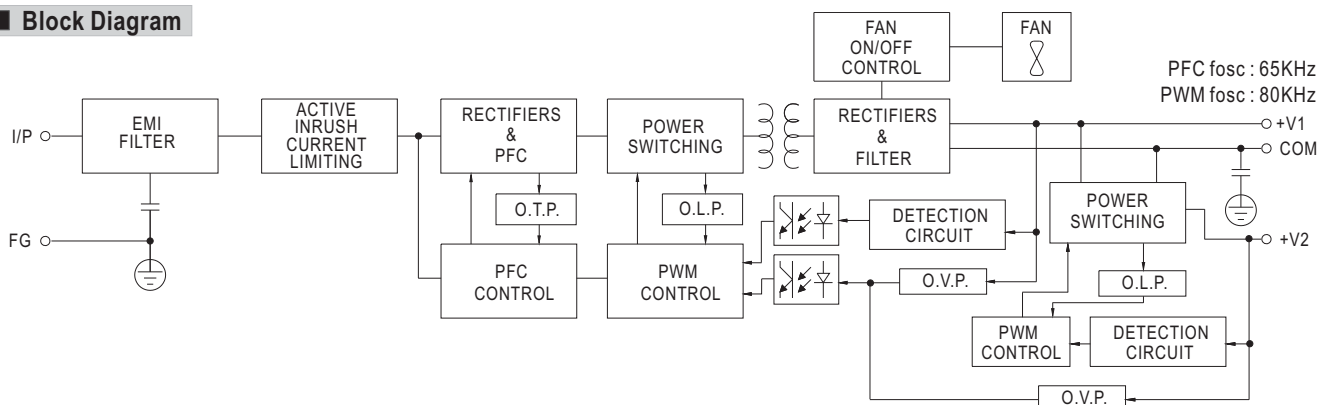 Block Diagram
FAN
ON/OFF
CONTROL
FAN
PFC fosc : 65KHz
PWM fosc : 80KHz
I/P
EMI
FILTER
ACTIVE
INRUSH
CURRENT
LIMITING
RECTIFIERS
&
PFC
POWER
SWITCHING
RECTIFIERS
&
FILTER
+V1
COM
O.T.P.
O.L.P.
DETECTION
CIRCUIT
POWER
SWITCHING
FG
+V2
PFC
CONTROL
PWM
CONTROL
O.V.P.
O.L.P.
PWM
CONTROL
DETECTION
CIRCUIT
O.V.P.